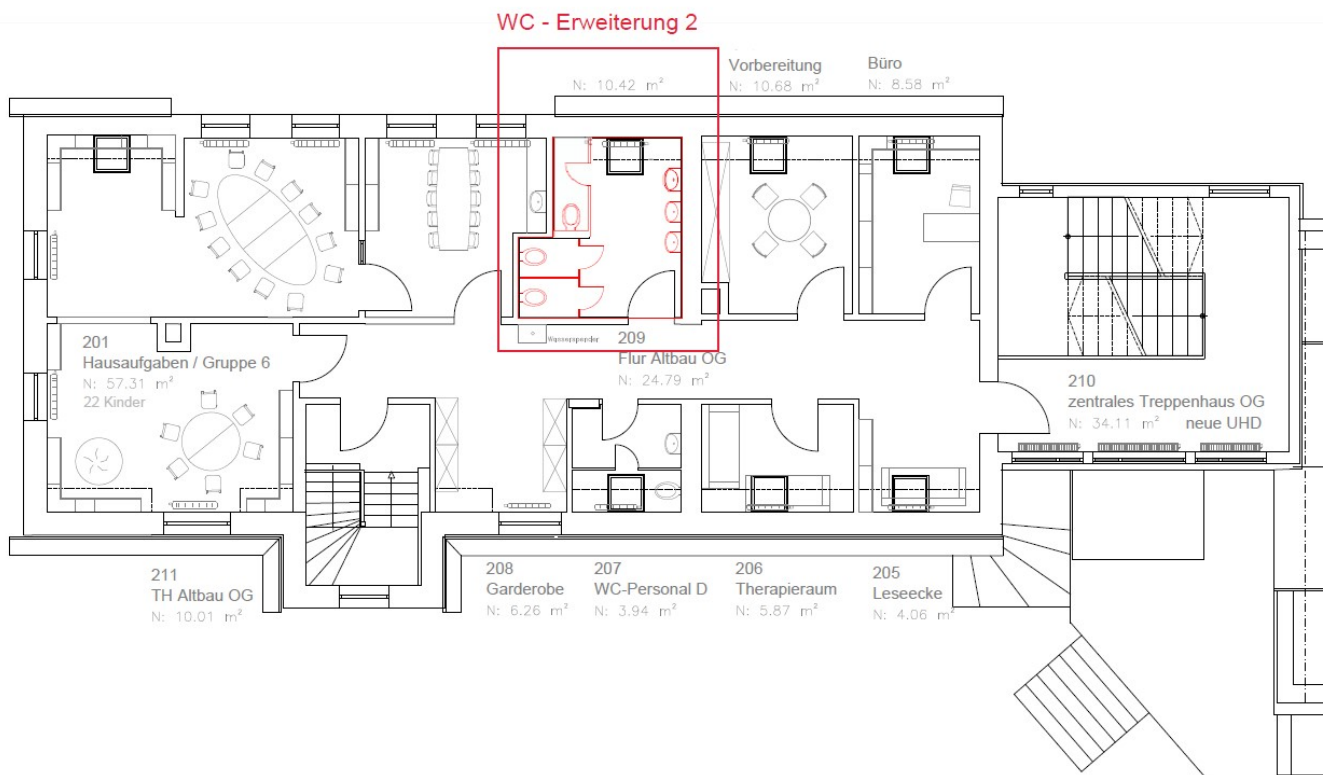 WC - Erweiterung 2
N: 10.42 m²
Vorbereitung
N: 10.68 m²
Büro
N: 8.58 m²
201
Hausaufgaben / Gruppe 6
N: 57.31 m²
22 Kinder
Wasserspender
209
Flur Altbau OG
N: 24.79 m²
210
zentrales Treppenhaus OG
N: 34.11 m² neue UHD
211
TH Altbau OG
N: 10.01 m²
208
Garderobe
N: 6.26 m²
207
WC-Personal D
N: 3.94 m²
206
Therapieraum
N: 5.87 m²
205
Leseecke
N: 4.06 m²